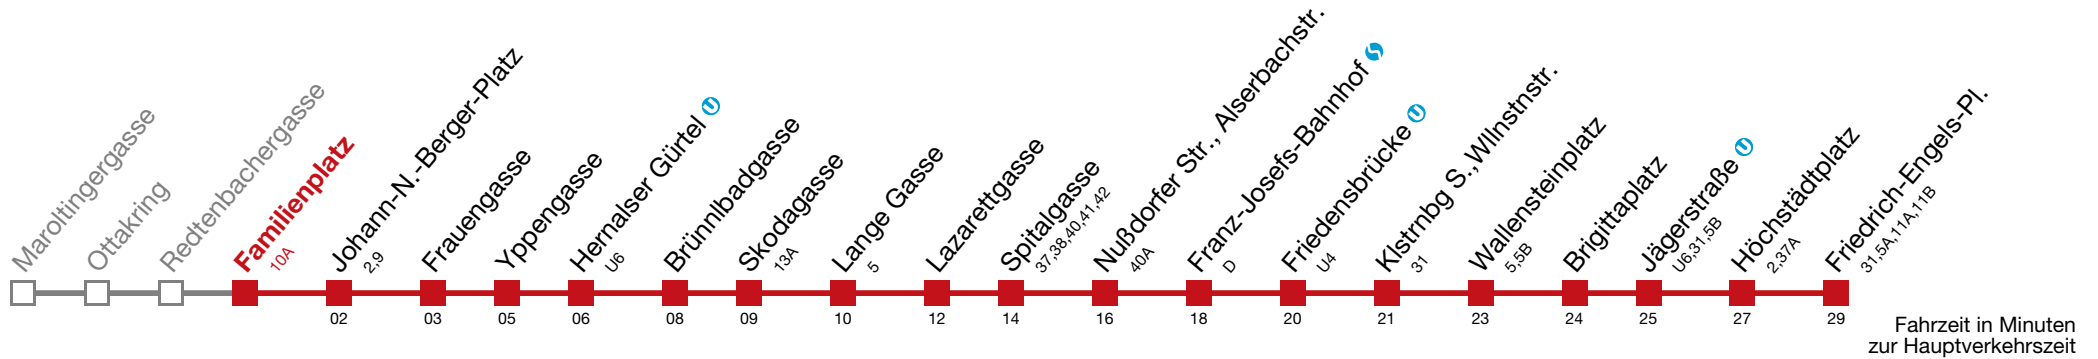 Maroltingergasse
Ottakring
Redtenbachergasse
Familienplatz
10A
Johann-N.-Berger-Platz
2,9
Frauengasse
Yppengasse
Hernalser Gürtel
U6
Brünnlbadgasse
Skodagasse
13A
Lange Gasse
5
Lazarettgasse
Spitalgasse
37,38,40,41,42
Nußdorfer Str., Alserbachstr.
40A
Franz-Josefs-Bahnhof
D
Friedensbrücke
U4
Klstrnbg S., Wllnstnstr.
31
Wallensteinplatz
5,5B
Brigittaplatz
Jägerstraße
U6,31,5B
Höchstädtplatz
2,37A
Friedrich-Engels-Pl.
31,5A,11A,11B
02 03 05 06 08 09 10 12 14 16 18 20 21 23 24 25 27 29
Fahrzeit in Minuten
zur Hauptverkehrszeit